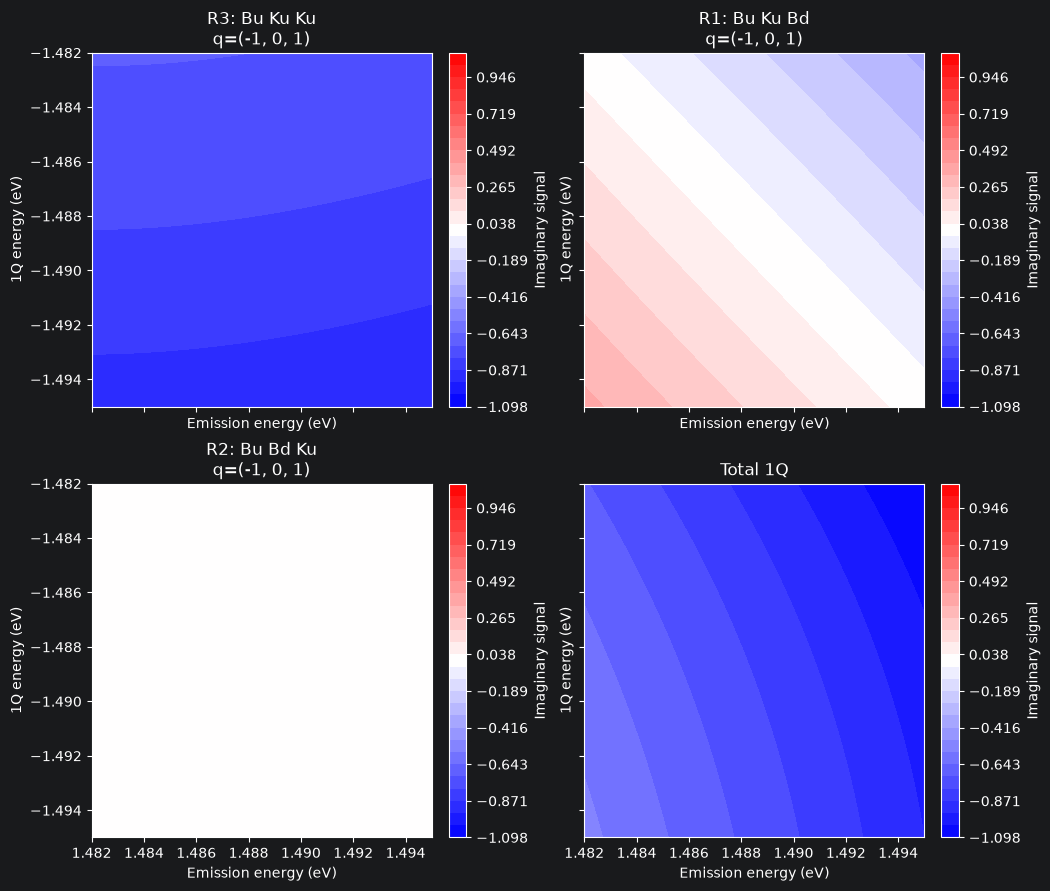 R3: Bu Ku Ku
q=(-1, 0, 1)
−1.482
−1.484
−1.486
−1.488
−1.490
−1.492
−1.494
1Q energy (eV)
Emission energy (eV)
0.946
0.719
0.492
0.265
0.038
−0.189
−0.416
−0.643
−0.871
−1.098
Imaginary signal
R1: Bu Ku Bd
q=(-1, 0, 1)
1Q energy (eV)
Emission energy (eV)
0.946
0.719
0.492
0.265
0.038
−0.189
−0.416
−0.643
−0.871
−1.098
Imaginary signal
R2: Bu Bd Ku
q=(-1, 0, 1)
−1.482
−1.484
−1.486
−1.488
−1.490
−1.492
−1.494
1Q energy (eV)
1.482 1.484 1.486 1.488 1.490 1.492 1.494
Emission energy (eV)
0.946
0.719
0.492
0.265
0.038
−0.189
−0.416
−0.643
−0.871
−1.098
Imaginary signal
Total 1Q
1Q energy (eV)
1.482 1.484 1.486 1.488 1.490 1.492 1.494
Emission energy (eV)
0.946
0.719
0.492
0.265
0.038
−0.189
−0.416
−0.643
−0.871
−1.098
Imaginary signal